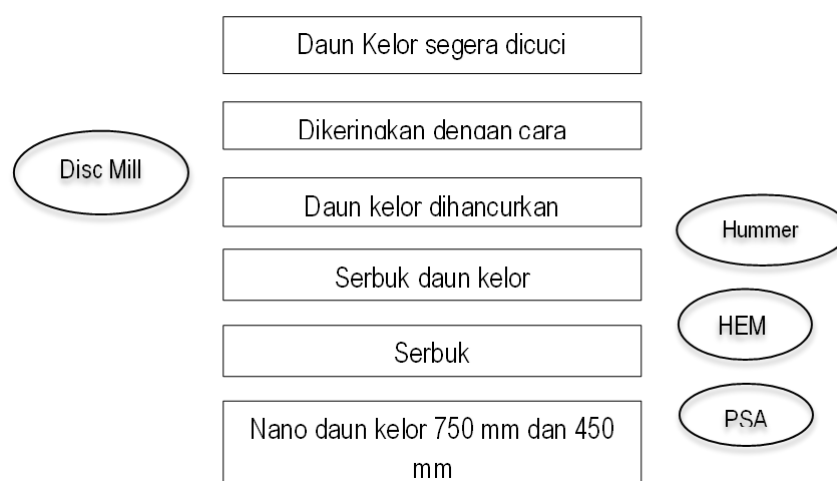 Daun Kelor segera dicuci
Dikeringkan dengan cara
Disc Mill
Daun kelor dihancurkan
Hummer
Serbuk daun kelor
HEM
Serbuk
PSA
Nano daun kelor 750 mm dan 450
mm